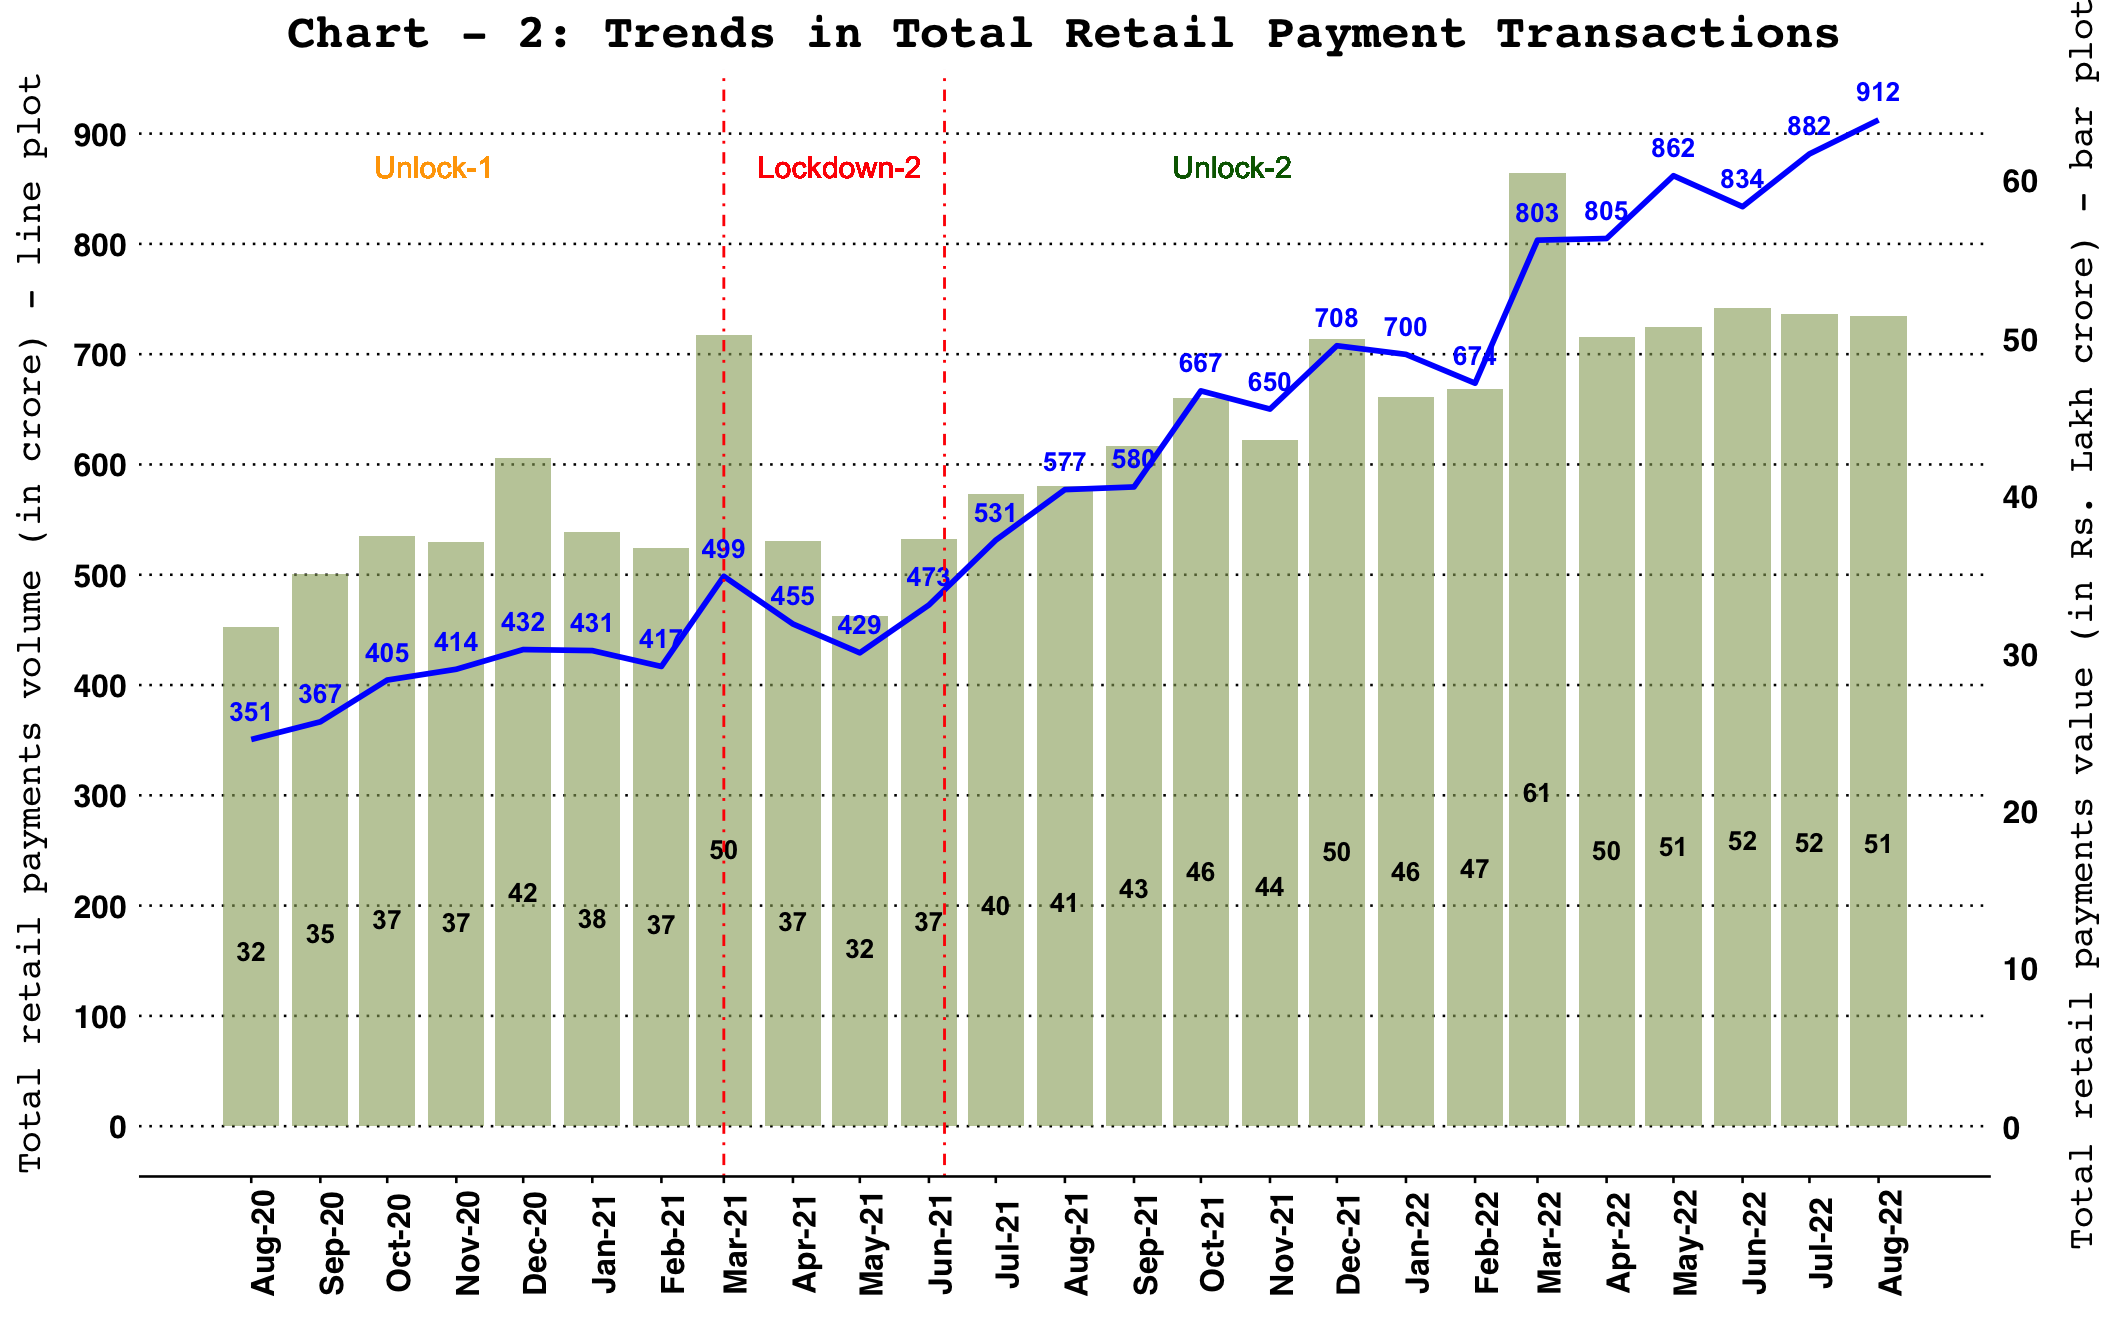 Chart – 2: Trends in Total Retail Payment Transactions
Total retail payments volume (in crore) – line plot
900
800
700
600
500
400
300
200
100
0
Unlock-1
Lockdown-2
Unlock-2
351
367
405
414
432
431
417
499
455
429
473
531
577
580
667
650
708
700
674
803
805
862
834
882
912
32
35
37
37
42
38
37
50
37
32
37
40
41
43
46
44
50
46
47
61
50
51
52
52
51
60
50
40
30
20
10
0
Total retail payments value (in Rs. Lakh crore) – bar plot
Aug-20
Sep-20
Oct-20
Nov-20
Dec-20
Jan-21
Feb-21
Mar-21
Apr-21
May-21
Jun-21
Jul-21
Aug-21
Sep-21
Oct-21
Nov-21
Dec-21
Jan-22
Feb-22
Mar-22
Apr-22
May-22
Jun-22
Jul-22
Aug-22